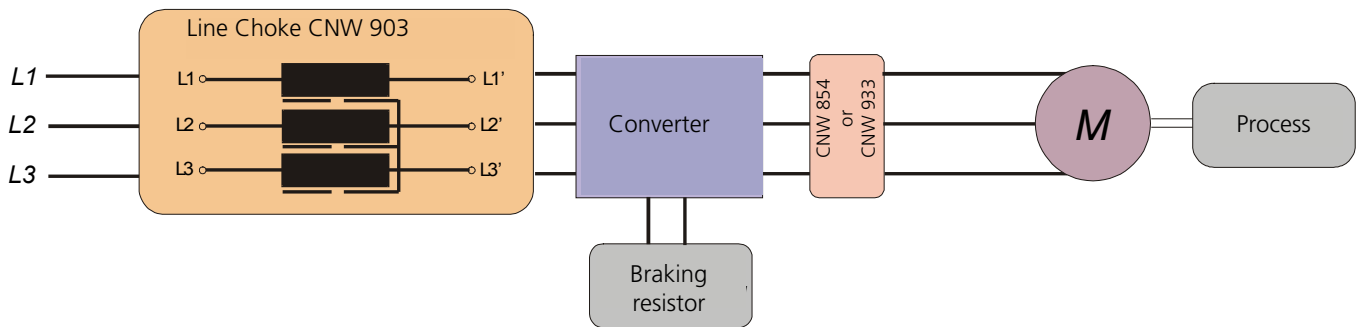 Line Choke CNW 903
L1
L2
L3
L1
L1'
L2
L2'
L3
L3'
Converter
CNW 854
or
CNW 933
M
Process
Braking
resistor